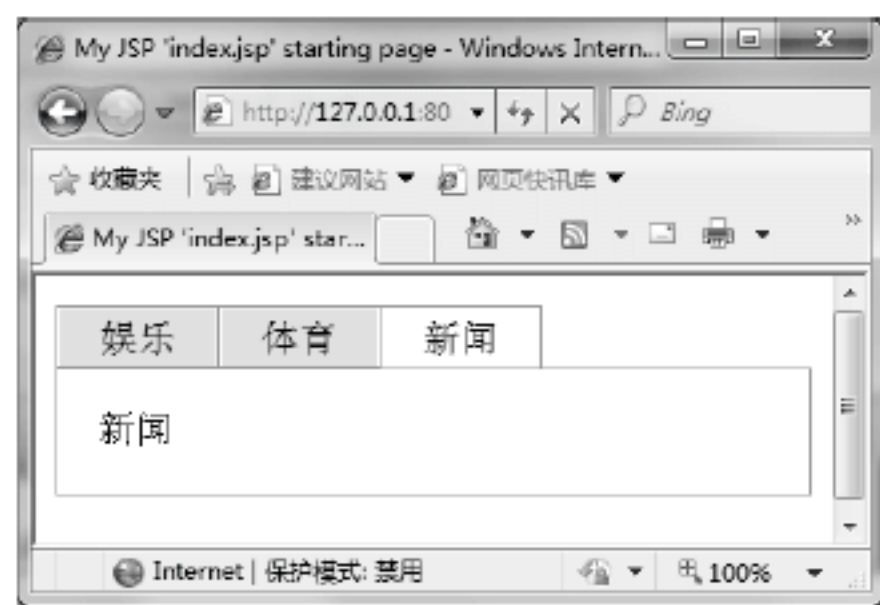 My JSP 'index.jsp' starting page - Windows Intern...
http://127.0.0.1:80 Bing
收藏夹 建议网站 网页快讯库
My JSP 'index.jsp' star...
娱乐 体育 新闻
新闻
Internet | 保护模式: 禁用 100%